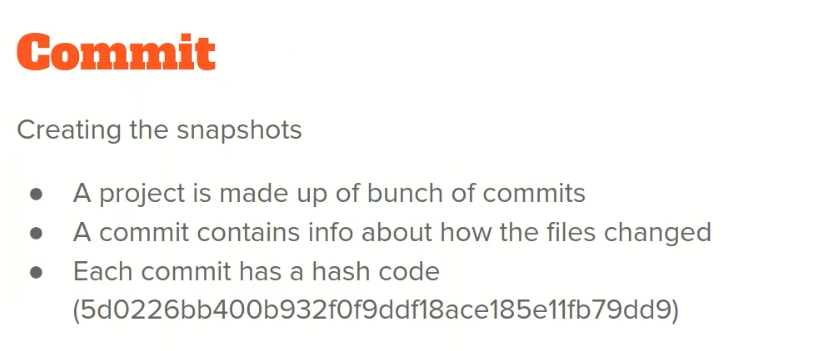 Commit
Creating the snapshots
● A project is made up of bunch of commits
● A commit contains info about how the files changed
● Each commit has a hash code
(5d0226bb400b932f0f9ddf18ace185e11fb79dd9)